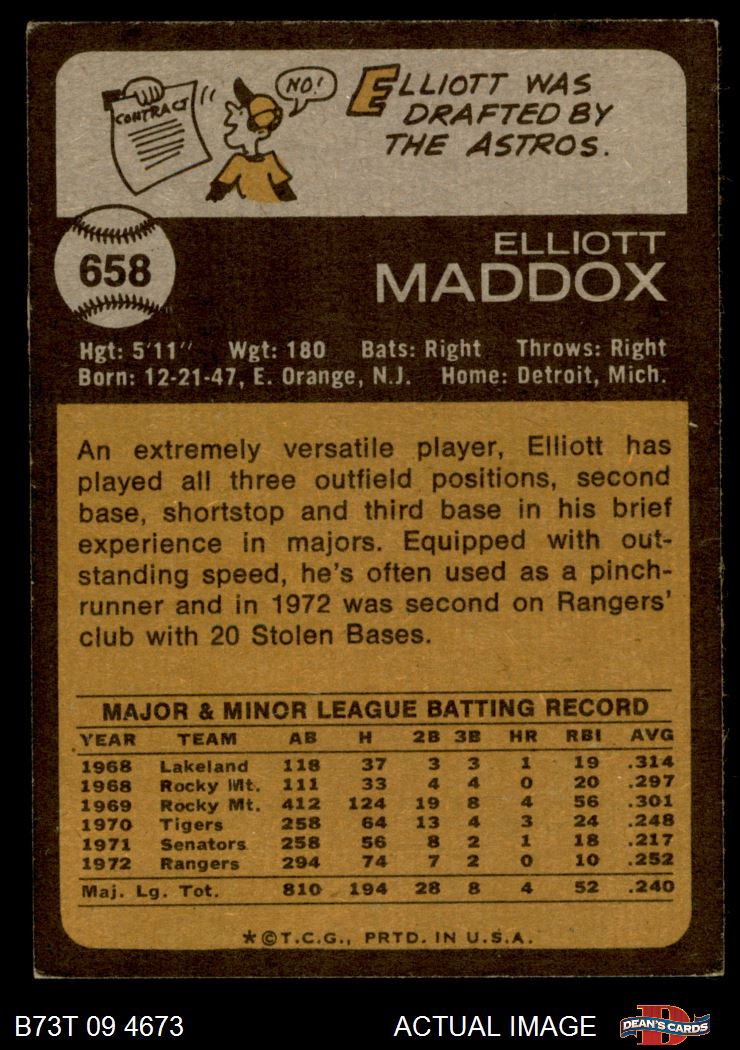 CONTRACT
NO!
ELLIOTT WAS
DRAFTED BY
THE ASTROS.
658
ELLIOTT
MADDOX
Hgt: 5'11" Wgt: 180 Bats: Right Throws: Right
Born: 12-21-47, E. Orange, N.J. Home: Detroit, Mich.
An extremely versatile player, Elliott has
played all three outfield positions, second
base, shortstop and third base in his brief
experience in majors. Equipped with out-
standing speed, he's often used as a pinch-
runner and in 1972 was second on Rangers'
club with 20 Stolen Bases.
MAJOR & MINOR LEAGUE BATTING RECORD
YEAR TEAM AB H 2B 3B HR RBI AVG
1968 Lakeland 118 37 3 3 1 19 .314
1968 Rocky Mt. 111 33 4 4 0 20 .297
1969 Rocky Mt. 412 124 19 8 4 56 .301
1970 Tigers 258 64 13 4 3 24 .248
1971 Senators 258 56 8 2 1 18 .217
1972 Rangers 294 74 7 2 0 10 .252
Maj. Lg. Tot. 810 194 28 8 4 52 .240
*©T.C.G., PRTD. IN U.S.A.
B73T 09 4673 ACTUAL IMAGE D DEAN'S CARDS